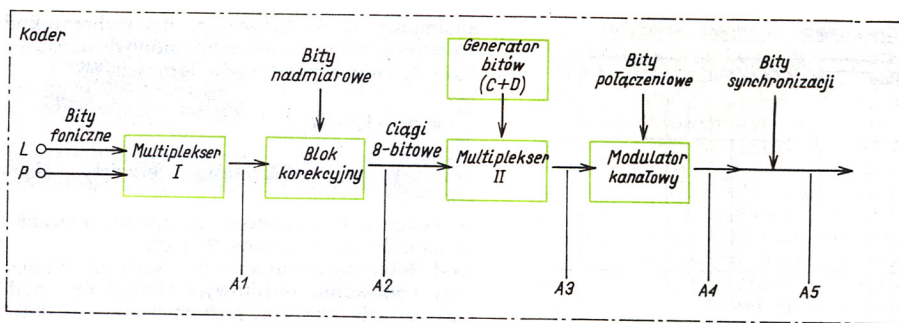 Koder
Bity
foniczne
L
P
Multiplekser
I
Bity
nadmiarowe
Blok
korekcyjny
Ciągi
8-bitowe
Generator
bitów
(C+D)
Multiplekser
II
Bity
połączeniowe
Modulator
kanałowy
Bity
synchronizacji
A1
A2
A3
A4
A5